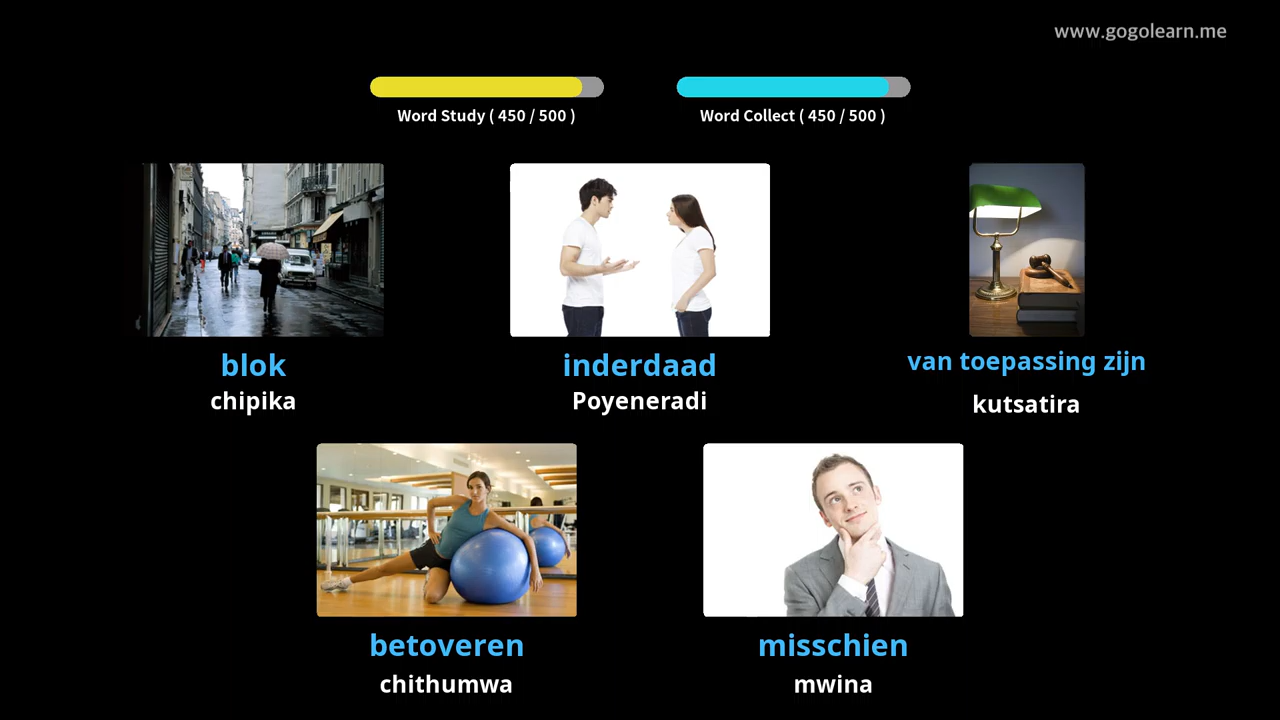 www.gogolearn.me
Word Study ( 450 / 500 )
Word Collect ( 450 / 500 )
blok
chipika
inderdaad
Poyeneradi
van toepassing zijn
kutsatira
betoveren
chithumwa
misschien
mwina